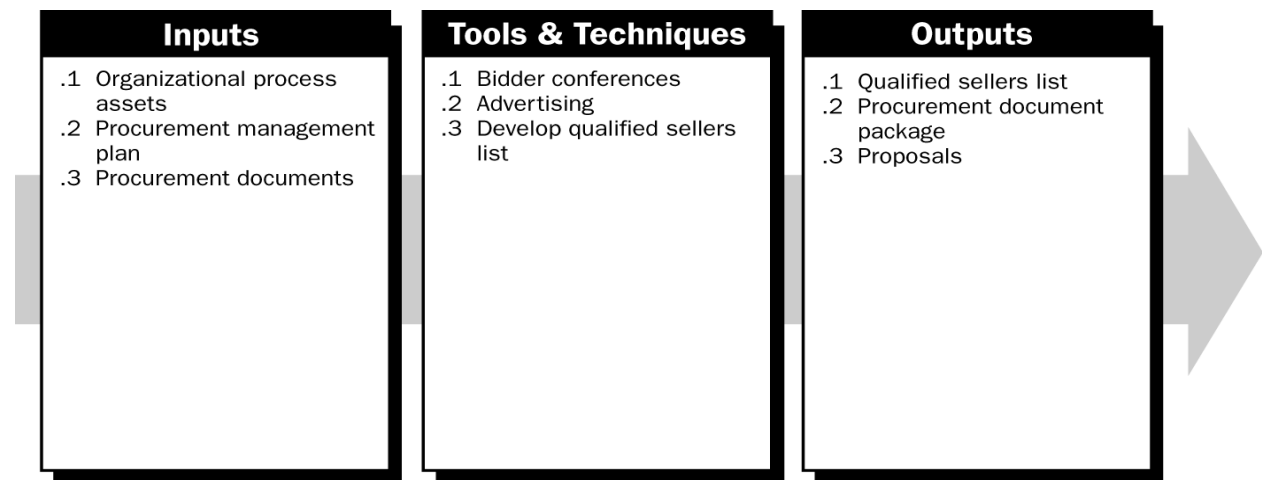 Inputs
.1 Organizational process
assets
.2 Procurement management
plan
.3 Procurement documents
Tools & Techniques
.1 Bidder conferences
.2 Advertising
.3 Develop qualified sellers
list
Outputs
.1 Qualified sellers list
.2 Procurement document
package
.3 Proposals